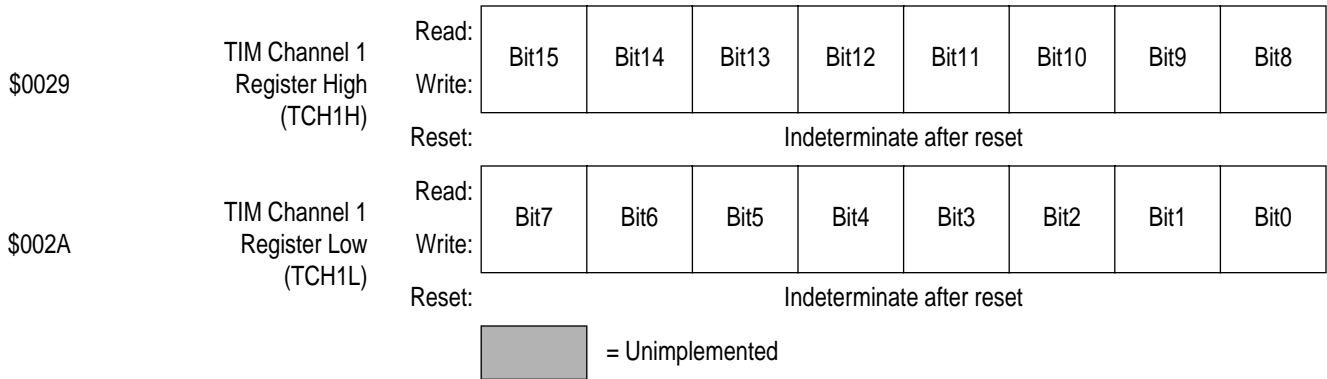 $0029 TIM Channel 1 Register High (TCH1H)
Read:
Write:
Bit15 Bit14 Bit13 Bit12 Bit11 Bit10 Bit9 Bit8
Reset: Indeterminate after reset
$002A TIM Channel 1 Register Low (TCH1L)
Read:
Write:
Bit7 Bit6 Bit5 Bit4 Bit3 Bit2 Bit1 Bit0
Reset: Indeterminate after reset
= Unimplemented